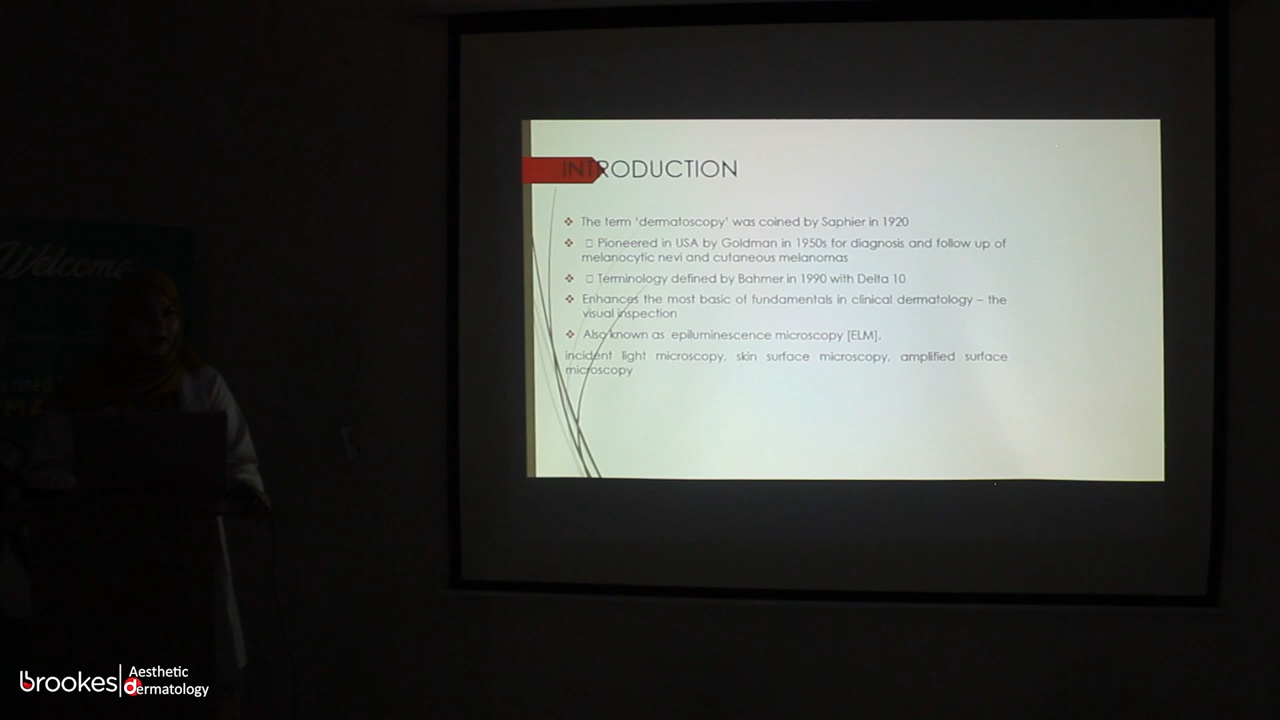 Welcome
INTRODUCTION
❖ The term ‘dermatoscopy’ was coined by Saphier in 1920
❖ □ Pioneered in USA by Goldman in 1950s for diagnosis and follow up of
melanocytic nevi and cutaneous melanomas
❖ □ Terminology defined by Bahmer in 1990 with Delta 10
❖ Enhances the most basic of fundamentals in clinical dermatology – the
visual inspection
❖ Also known as epiluminescence microscopy [ELM],
incident light microscopy, skin surface microscopy, amplified surface
microscopy
need
brookes
Aesthetic
dermatology